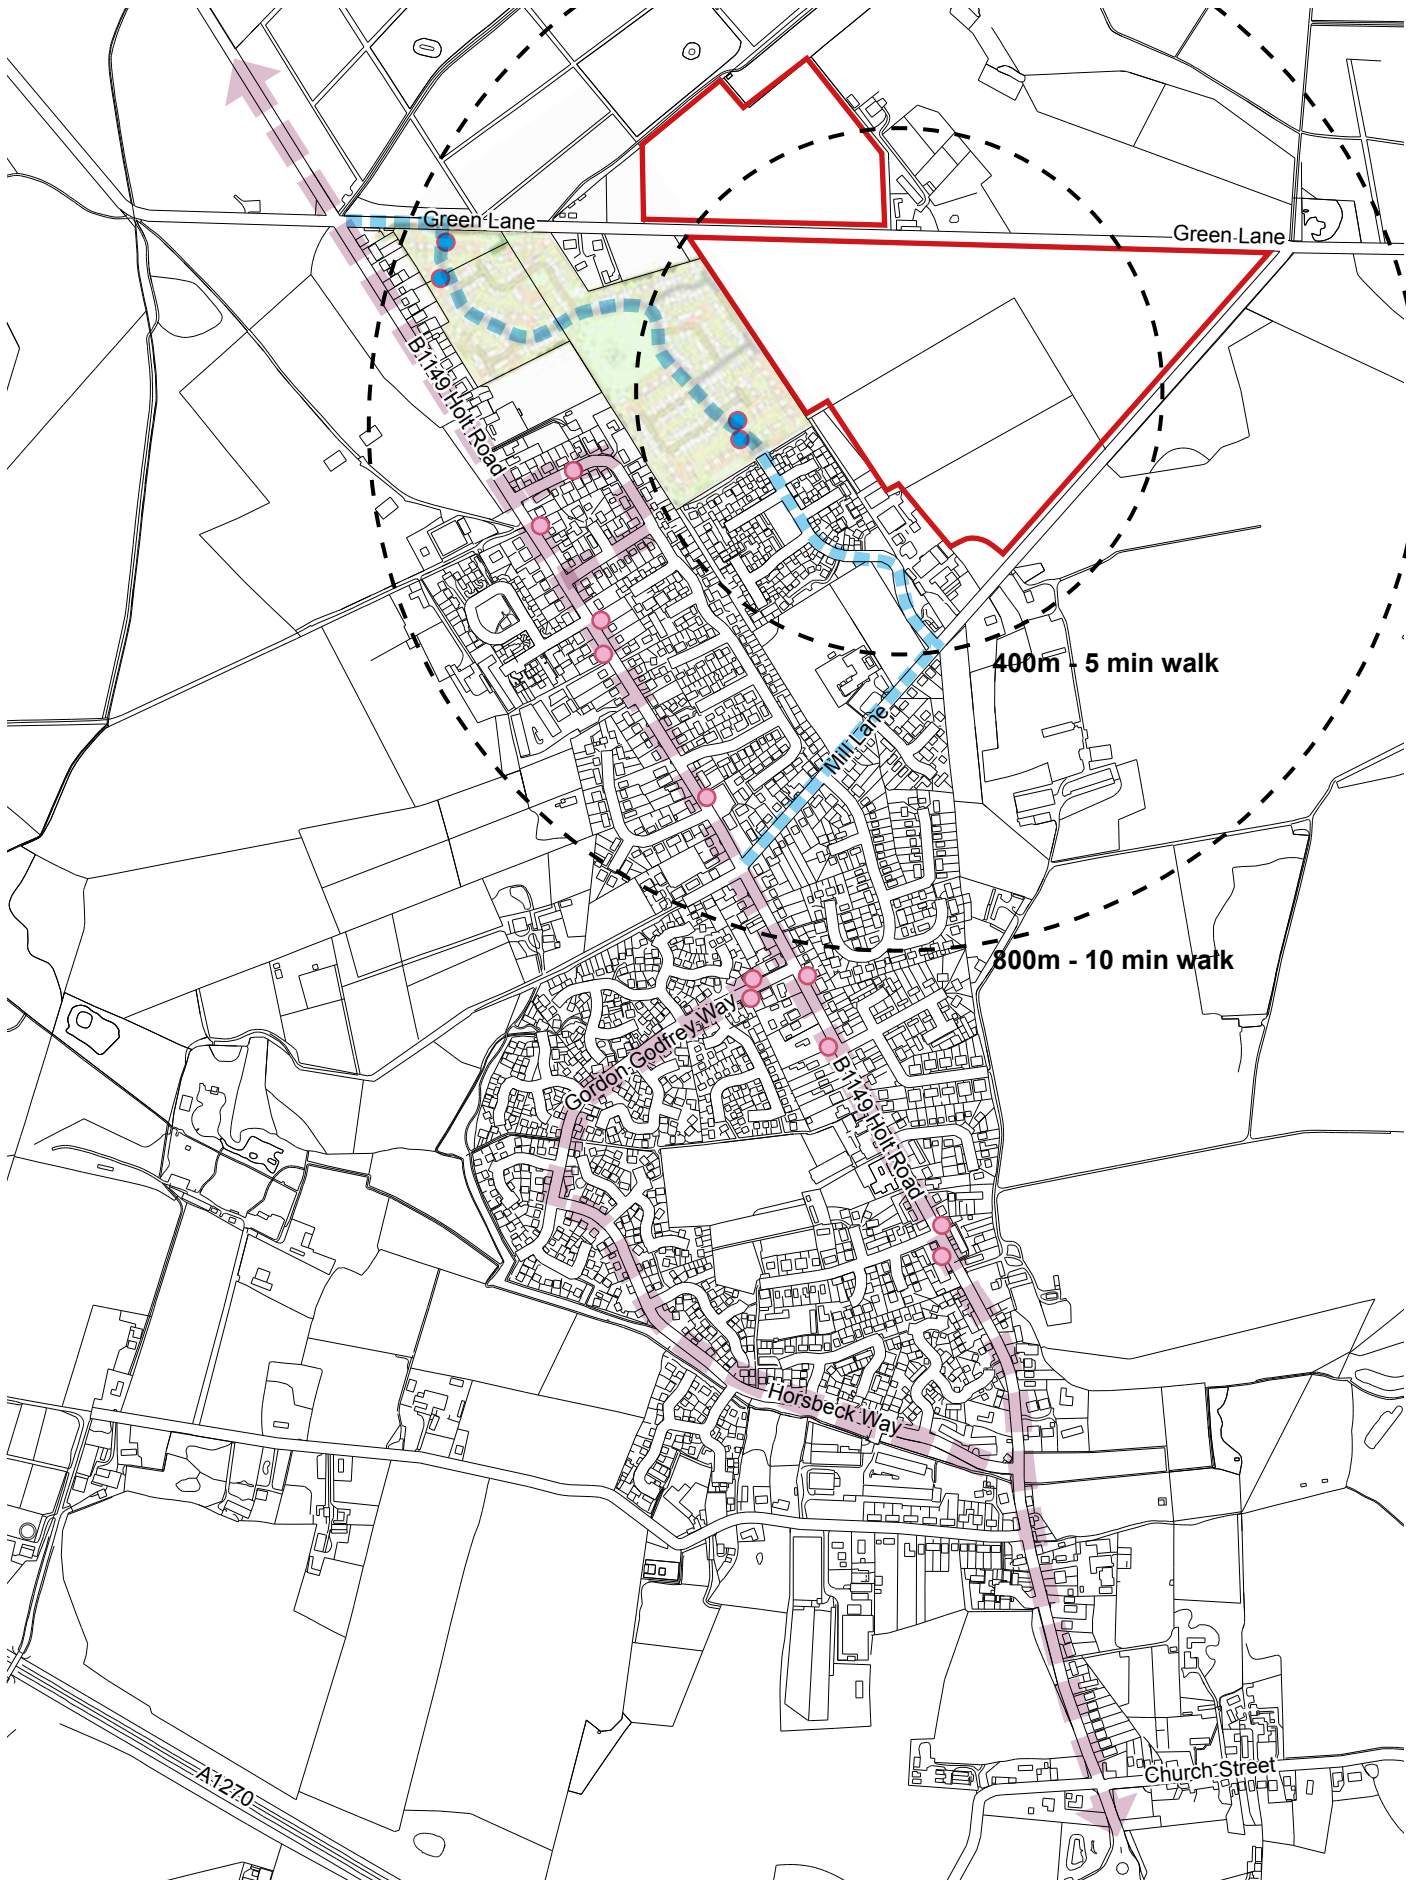 Green Lane
Green Lane
B1149 Holt Road
400m - 5 min walk
Mill Lane
800m - 10 min walk
Gordon Godfrey Way
B1149 Holt Road
Horsbeck Way
Church Street
A1270